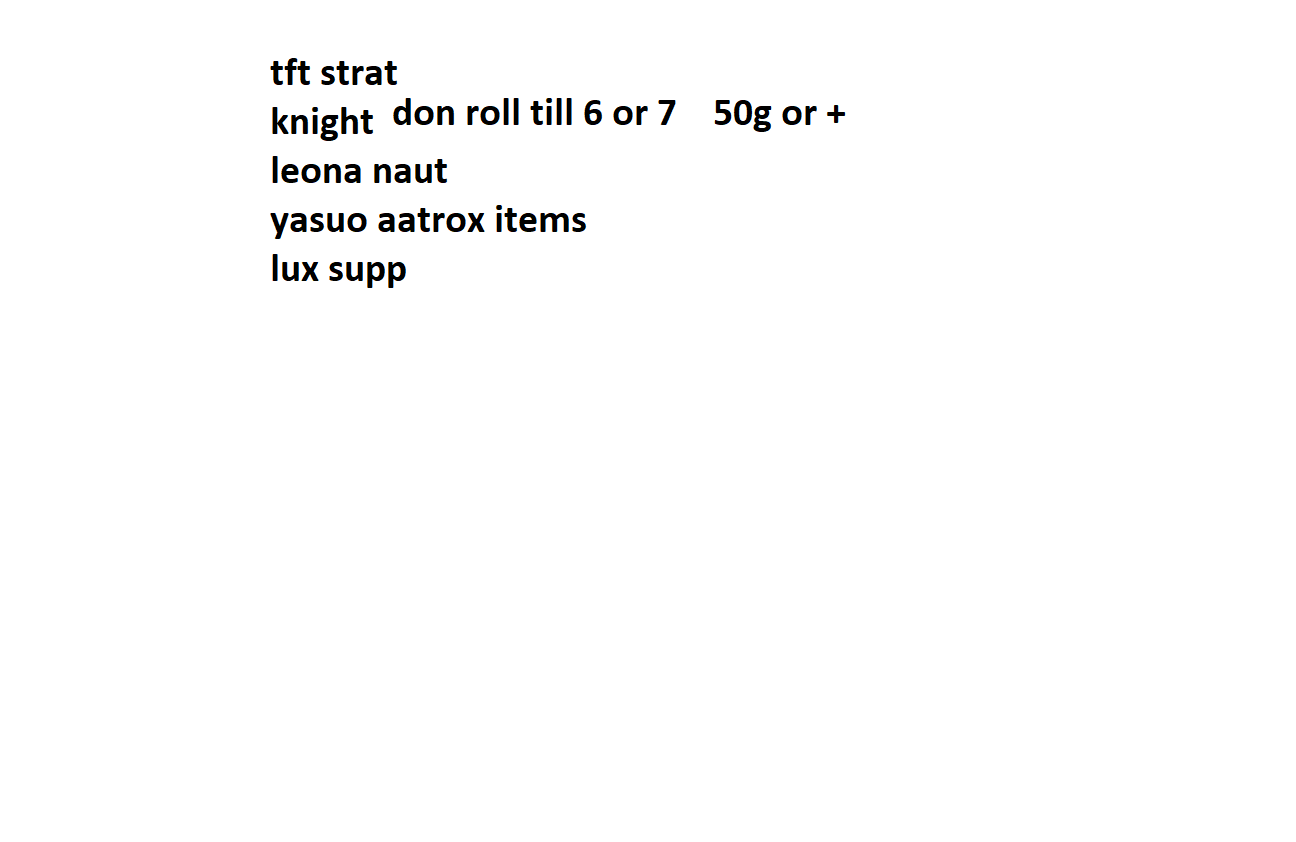 tft strat
knight don roll till 6 or 7 50g or +
leona naut
yasuo aatrox items
lux supp